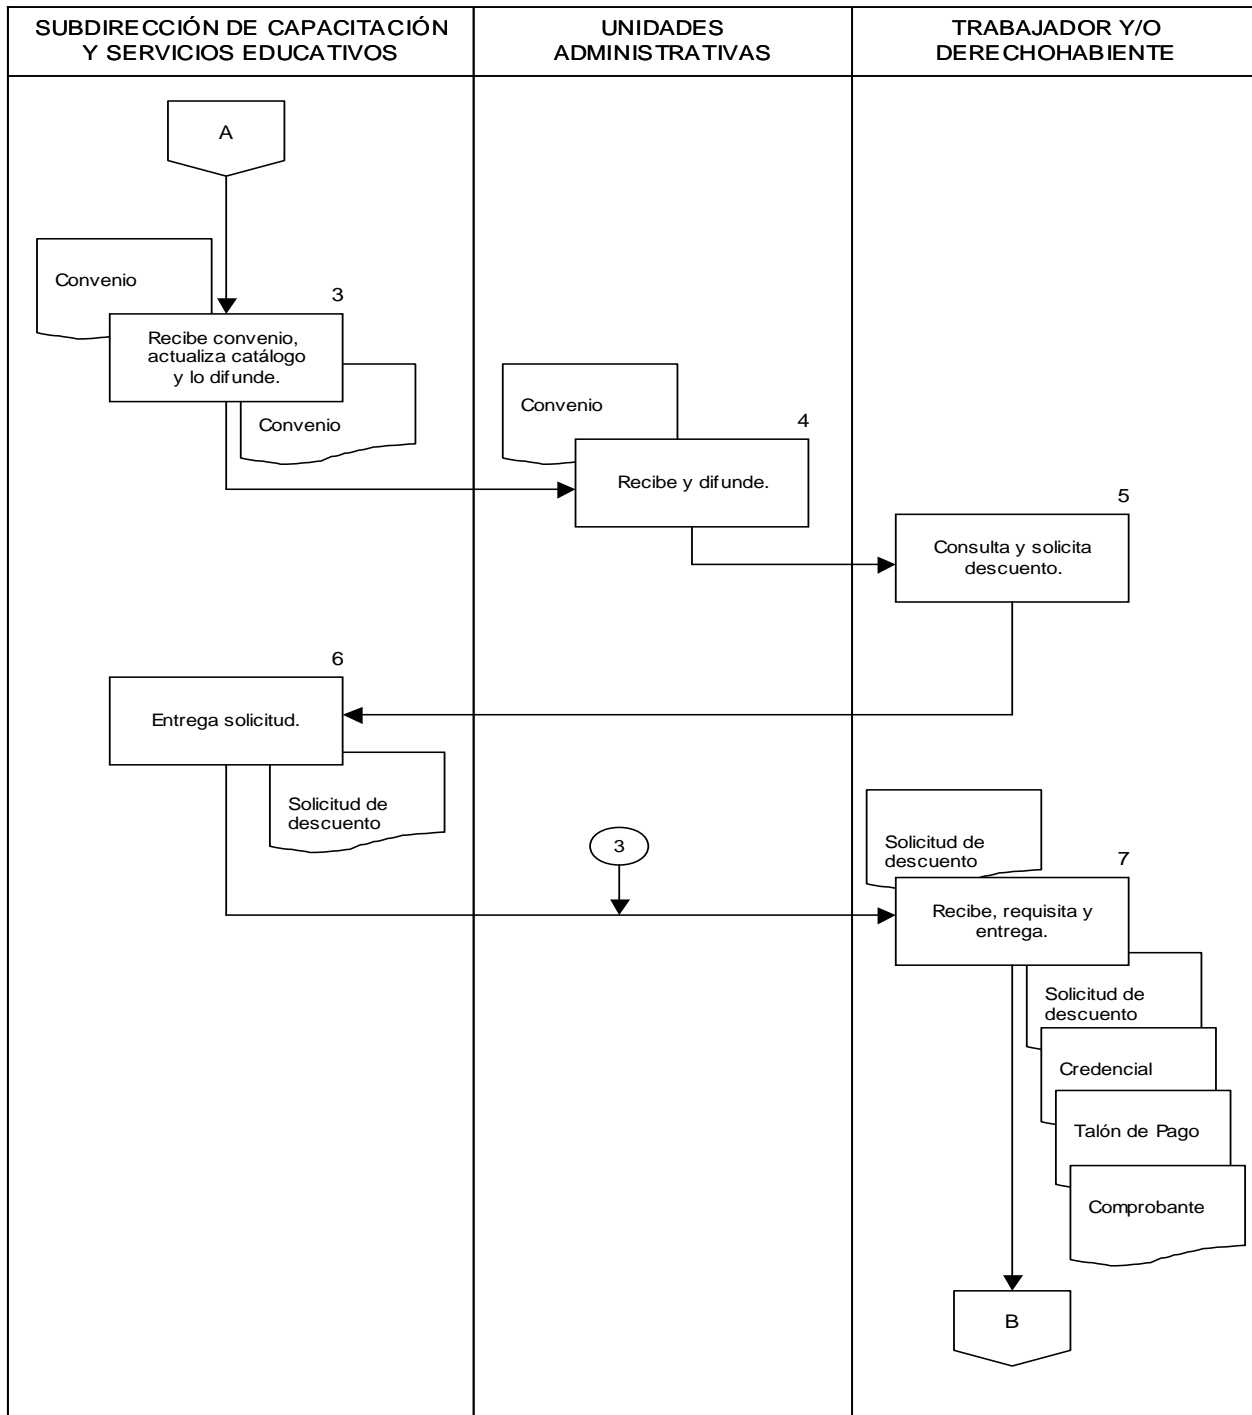 SUBDIRECCIÓN DE CAPACITACIÓN
Y SERVICIOS EDUCATIVOS
UNIDADES
ADMINISTRATIVAS
TRABAJADOR Y/O
DERECHOHABIENTE
A
Convenio
3
Recibe convenio,
actualiza catálogo
y lo difunde.
Convenio
Convenio
4
Recibe y difunde.
5
Consulta y solicita
descuento.
6
Entrega solicitud.
Solicitud de
descuento
3
Solicitud de
descuento
7
Recibe, requisita y
entrega.
Solicitud de
descuento
Credencial
Talón de Pago
Comprobante
B